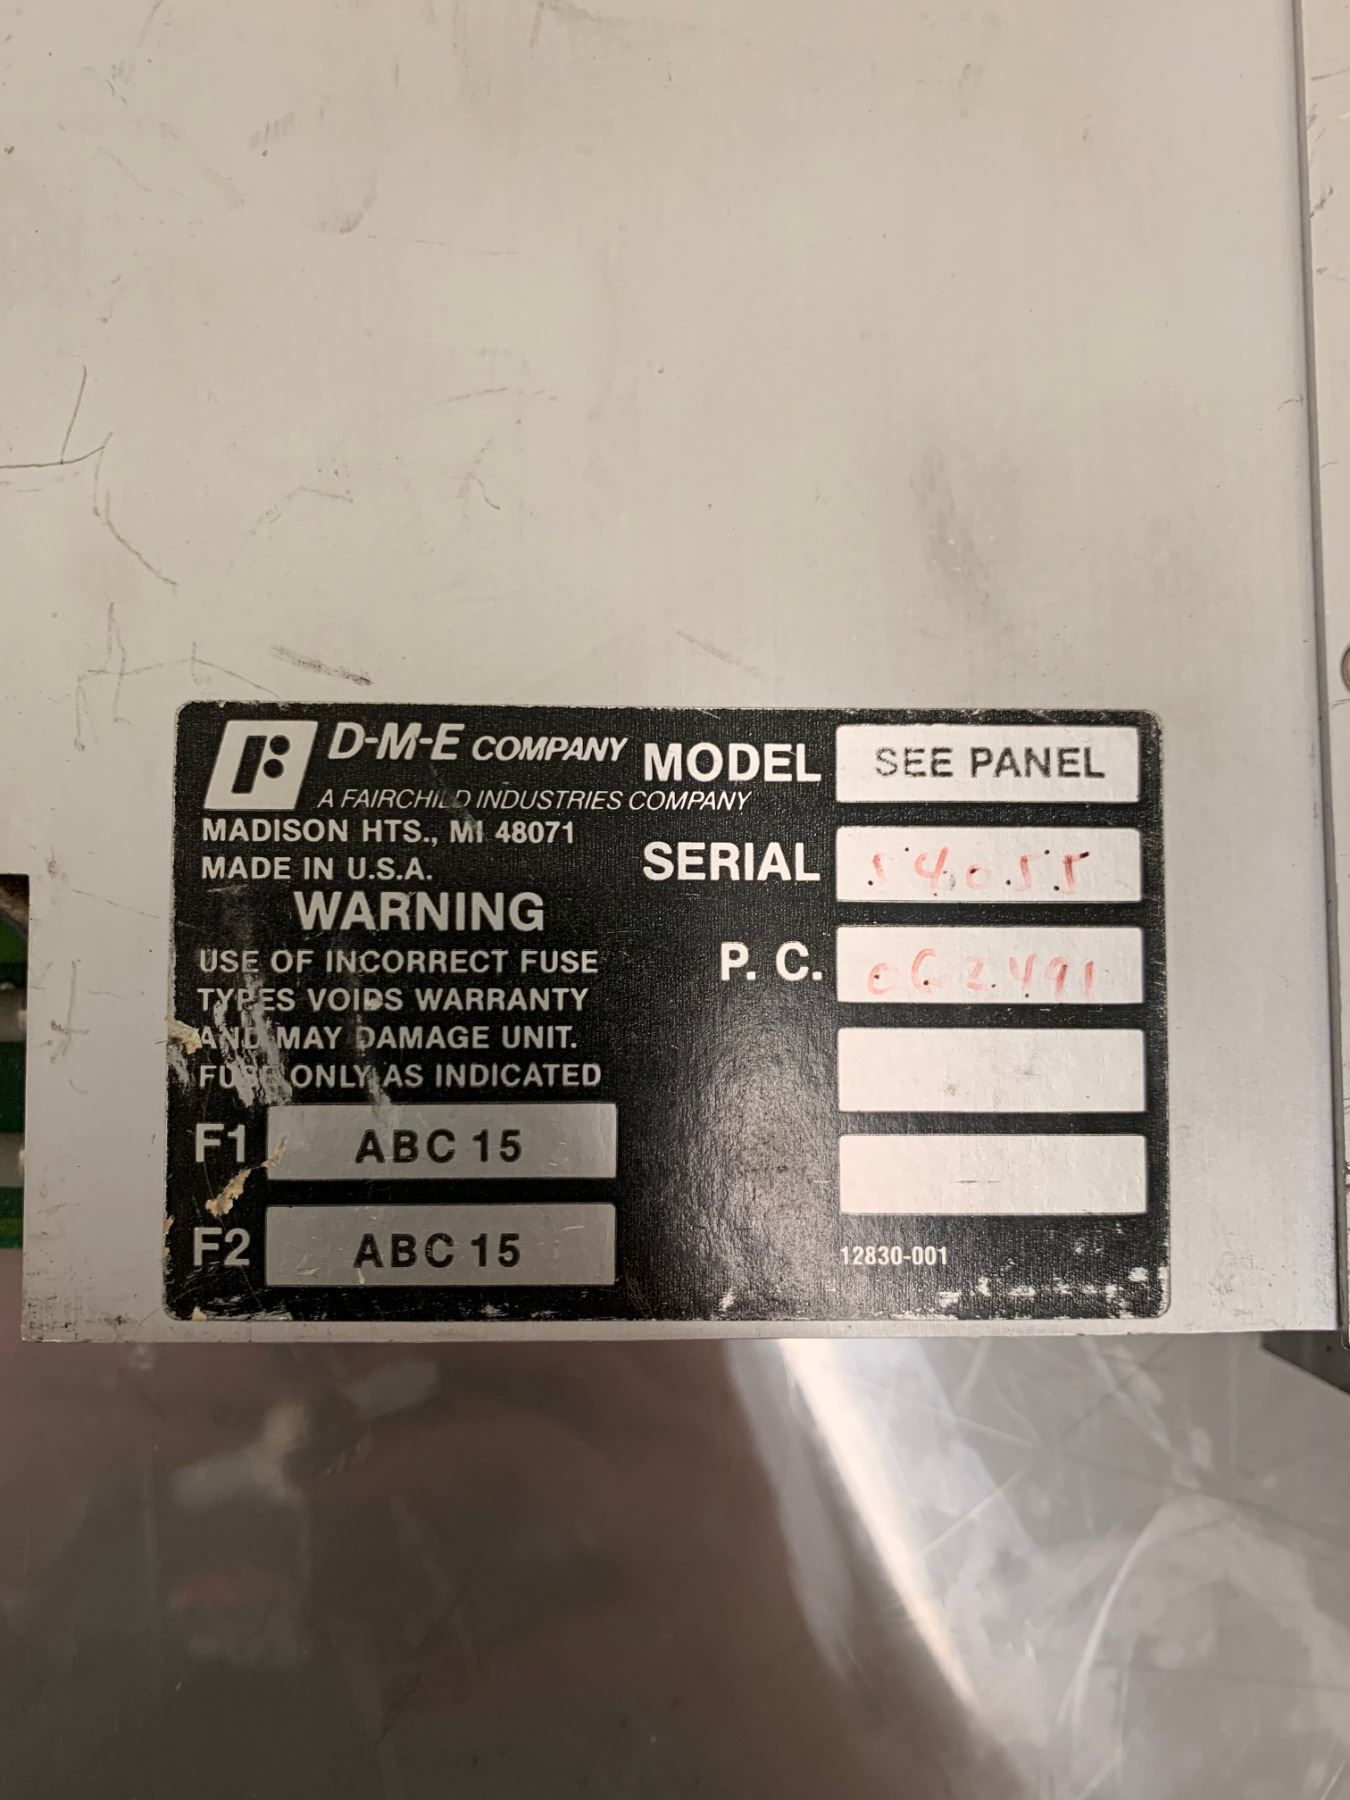 D-M-E COMPANY
A FAIRCHILD INDUSTRIES COMPANY
MADISON HTS., MI 48071
MADE IN U.S.A.
WARNING
USE OF INCORRECT FUSE
TYPES VOIDS WARRANTY
AND MAY DAMAGE UNIT.
FUSE ONLY AS INDICATED
F1 ABC 15
F2 ABC 15
MODEL SEE PANEL
SERIAL 54055
P. C. 062491
12830-001